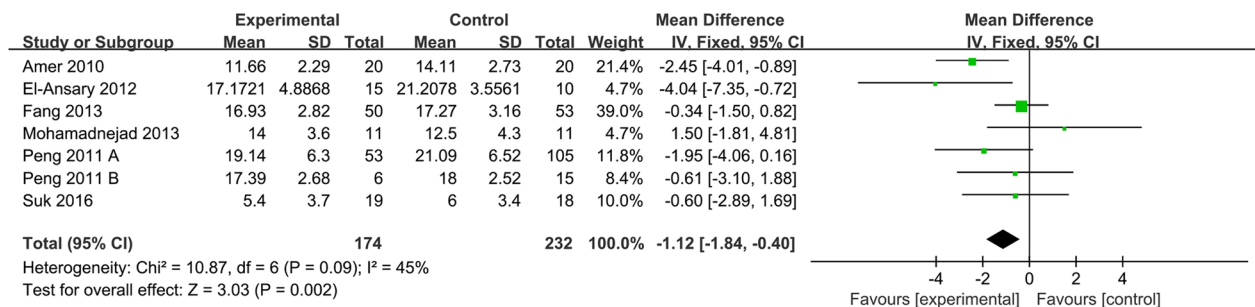 Experimental Control Mean Difference Mean Difference
Study or Subgroup Mean SD Total Mean SD Total Weight IV, Fixed, 95% CI IV, Fixed, 95% CI
Amer 2010 11.66 2.29 20 14.11 2.73 20 21.4% -2.45 [-4.01, -0.89]
El-Ansary 2012 17.1721 4.8868 15 21.2078 3.5561 10 4.7% -4.04 [-7.35, -0.72]
Fang 2013 16.93 2.82 50 17.27 3.16 53 39.0% -0.34 [-1.50, 0.82]
Mohamadnejad 2013 14 3.6 11 12.5 4.3 11 4.7% 1.50 [-1.81, 4.81]
Peng 2011 A 19.14 6.3 53 21.09 6.52 105 11.8% -1.95 [-4.06, 0.16]
Peng 2011 B 17.39 2.68 6 18 2.52 15 8.4% -0.61 [-3.10, 1.88]
Suk 2016 5.4 3.7 19 6 3.4 18 10.0% -0.60 [-2.89, 1.69]
Total (95% CI) 174 232 100.0% -1.12 [-1.84, -0.40]
Heterogeneity: Chi² = 10.87, df = 6 (P = 0.09); I² = 45%
Test for overall effect: Z = 3.03 (P = 0.002)
-4 -2 0 2 4
Favours [experimental] Favours [control]